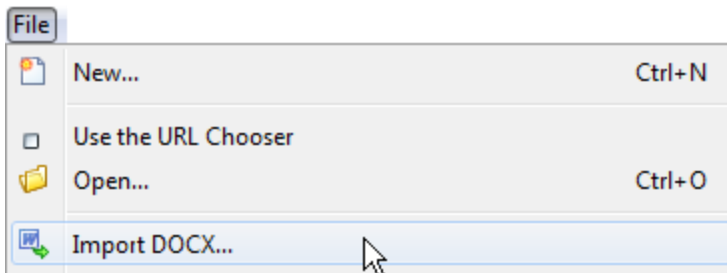 File
New... Ctrl+N
Use the URL Chooser
Open... Ctrl+O
Import DOCX...